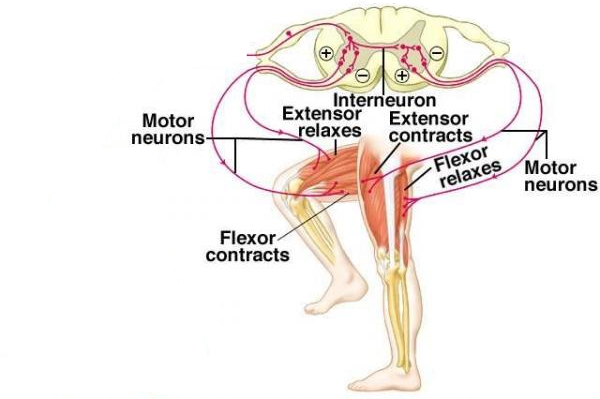 +
−
−
+
Interneuron
Extensor
relaxes
Extensor
contracts
Motor
neurons
Flexor
relaxes
Motor
neurons
Flexor
contracts